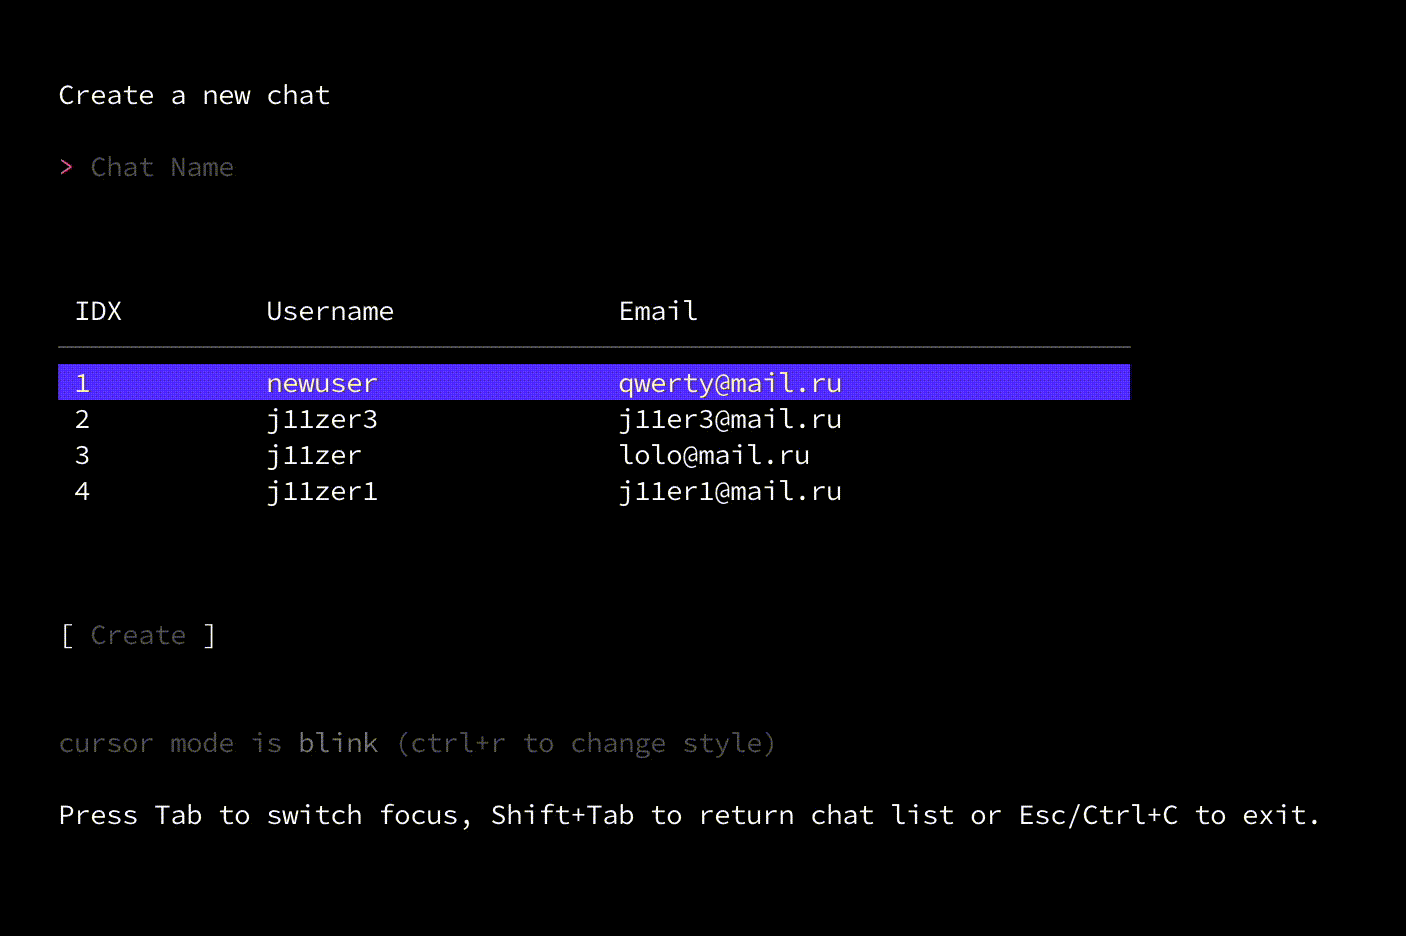 Create a new chat
> Chat Name
IDX Username Email
1 newuser qwerty@mail.ru
2 j11zer3 j11er3@mail.ru
3 j11zer lolo@mail.ru
4 j11zer1 j11er1@mail.ru
[ Create ]
cursor mode is blink (ctrl+r to change style)
Press Tab to switch focus, Shift+Tab to return chat list or Esc/Ctrl+C to exit.